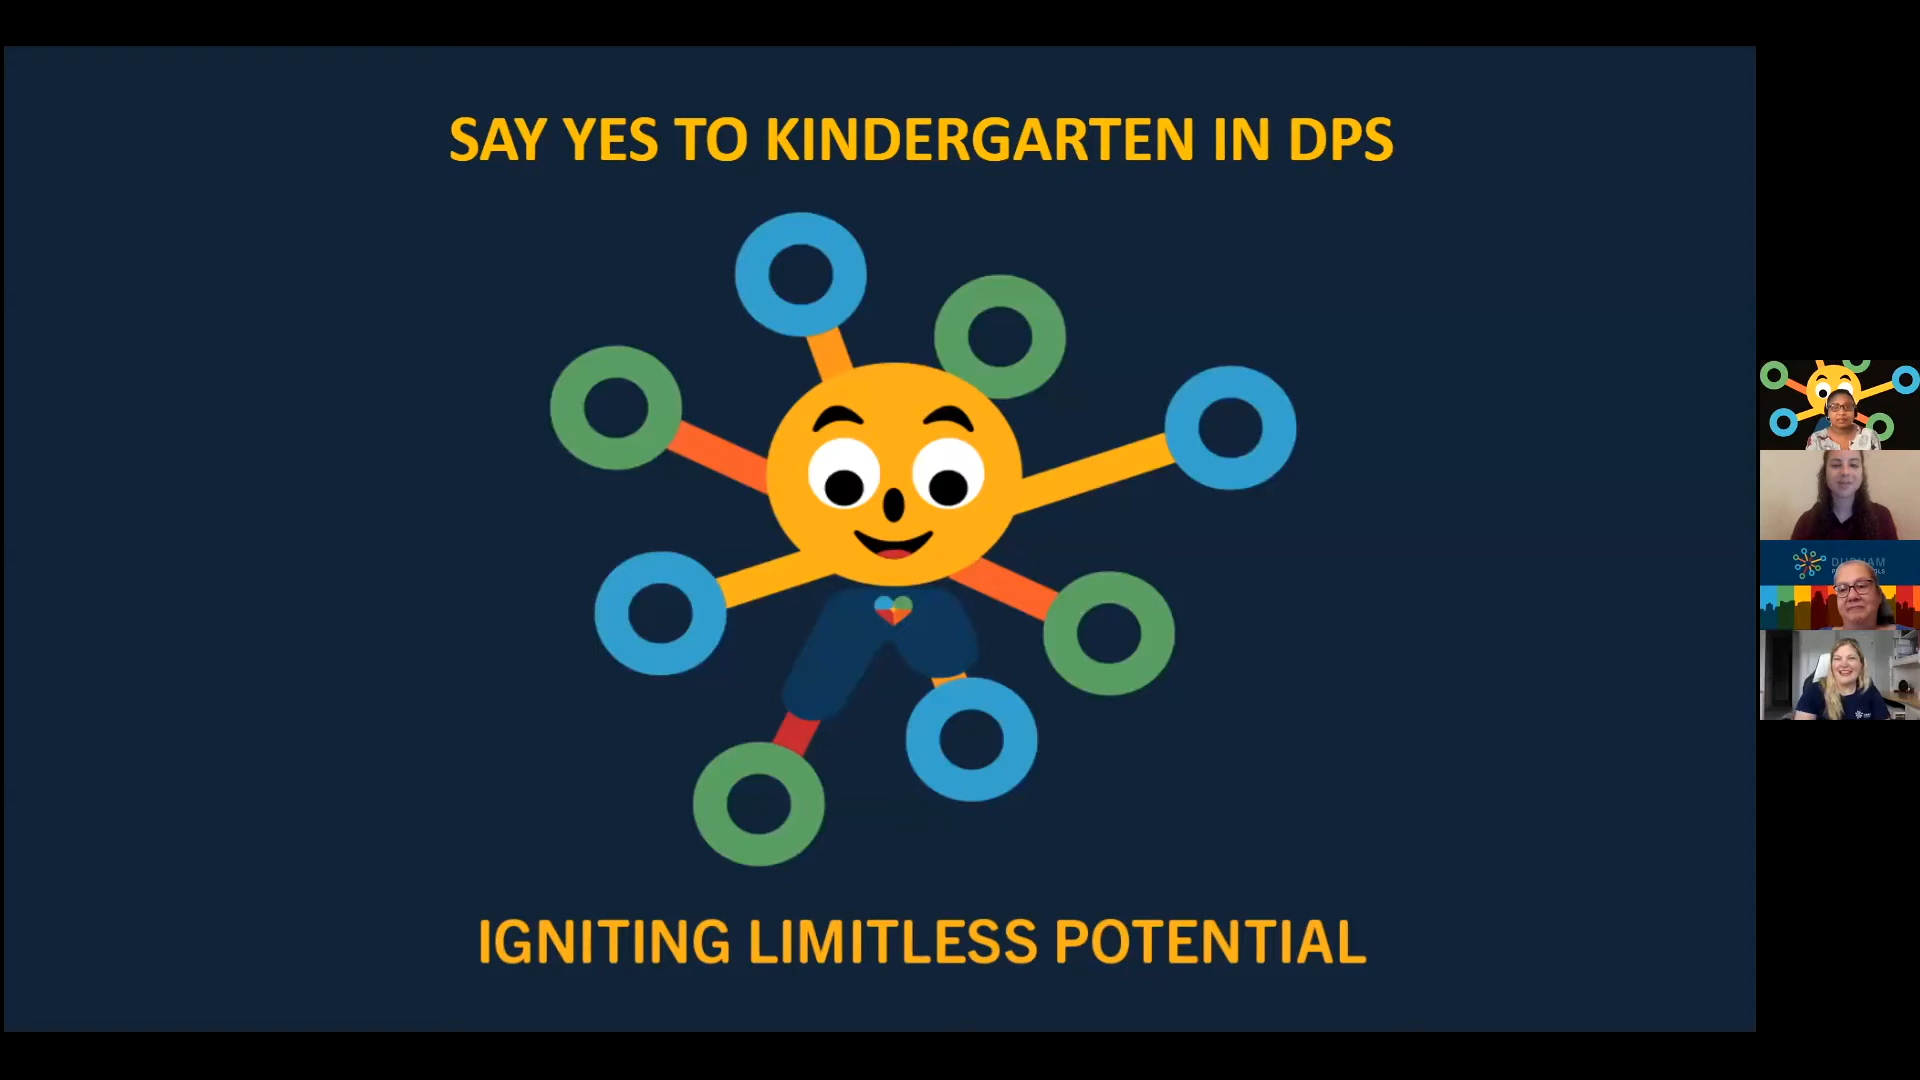 SAY YES TO KINDERGARTEN IN DPS
IGNITING LIMITLESS POTENTIAL